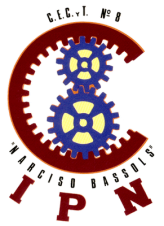 C.E.C.yT. Nº 8
"NARCISO BASSOLS"
IPN